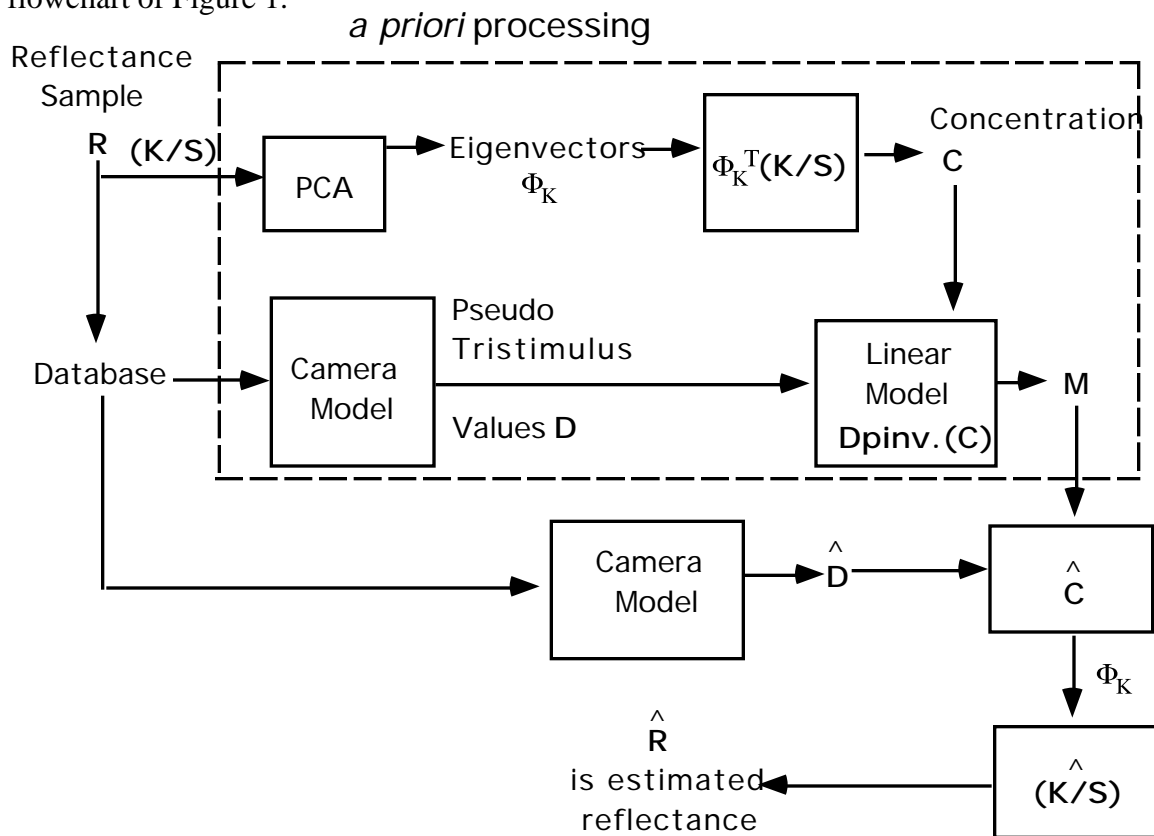 flowchart of Figure 1.
a priori processing
Reflectance
Sample
R
(K/S)
PCA
Eigenvectors
Φ_K
Φ_K^T(K/S)
Concentration
C
Database
Camera
Model
Pseudo
Tristimulus
Values D
Linear
Model
Dpinv.(C)
M
Camera
Model
^
D
^
C
Φ_K
^
(K/S)
^
R
is estimated
reflectance